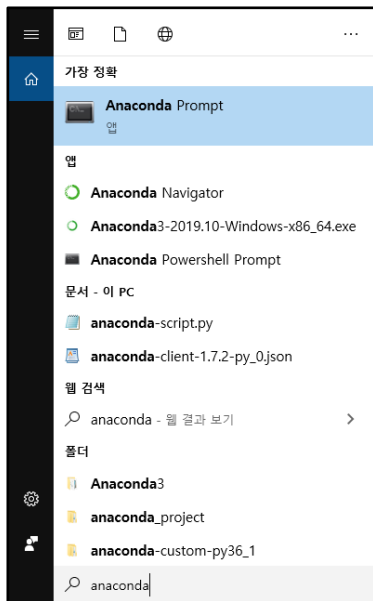 가장 정확
Anaconda Prompt
앱
앱
Anaconda Navigator
Anaconda3-2019.10-Windows-x86_64.exe
Anaconda Powershell Prompt
문서 - 이 PC
anaconda-script.py
anaconda-client-1.7.2-py_0.json
웹 검색
anaconda - 웹 결과 보기
폴더
Anaconda3
anaconda_project
anaconda-custom-py36_1
anaconda